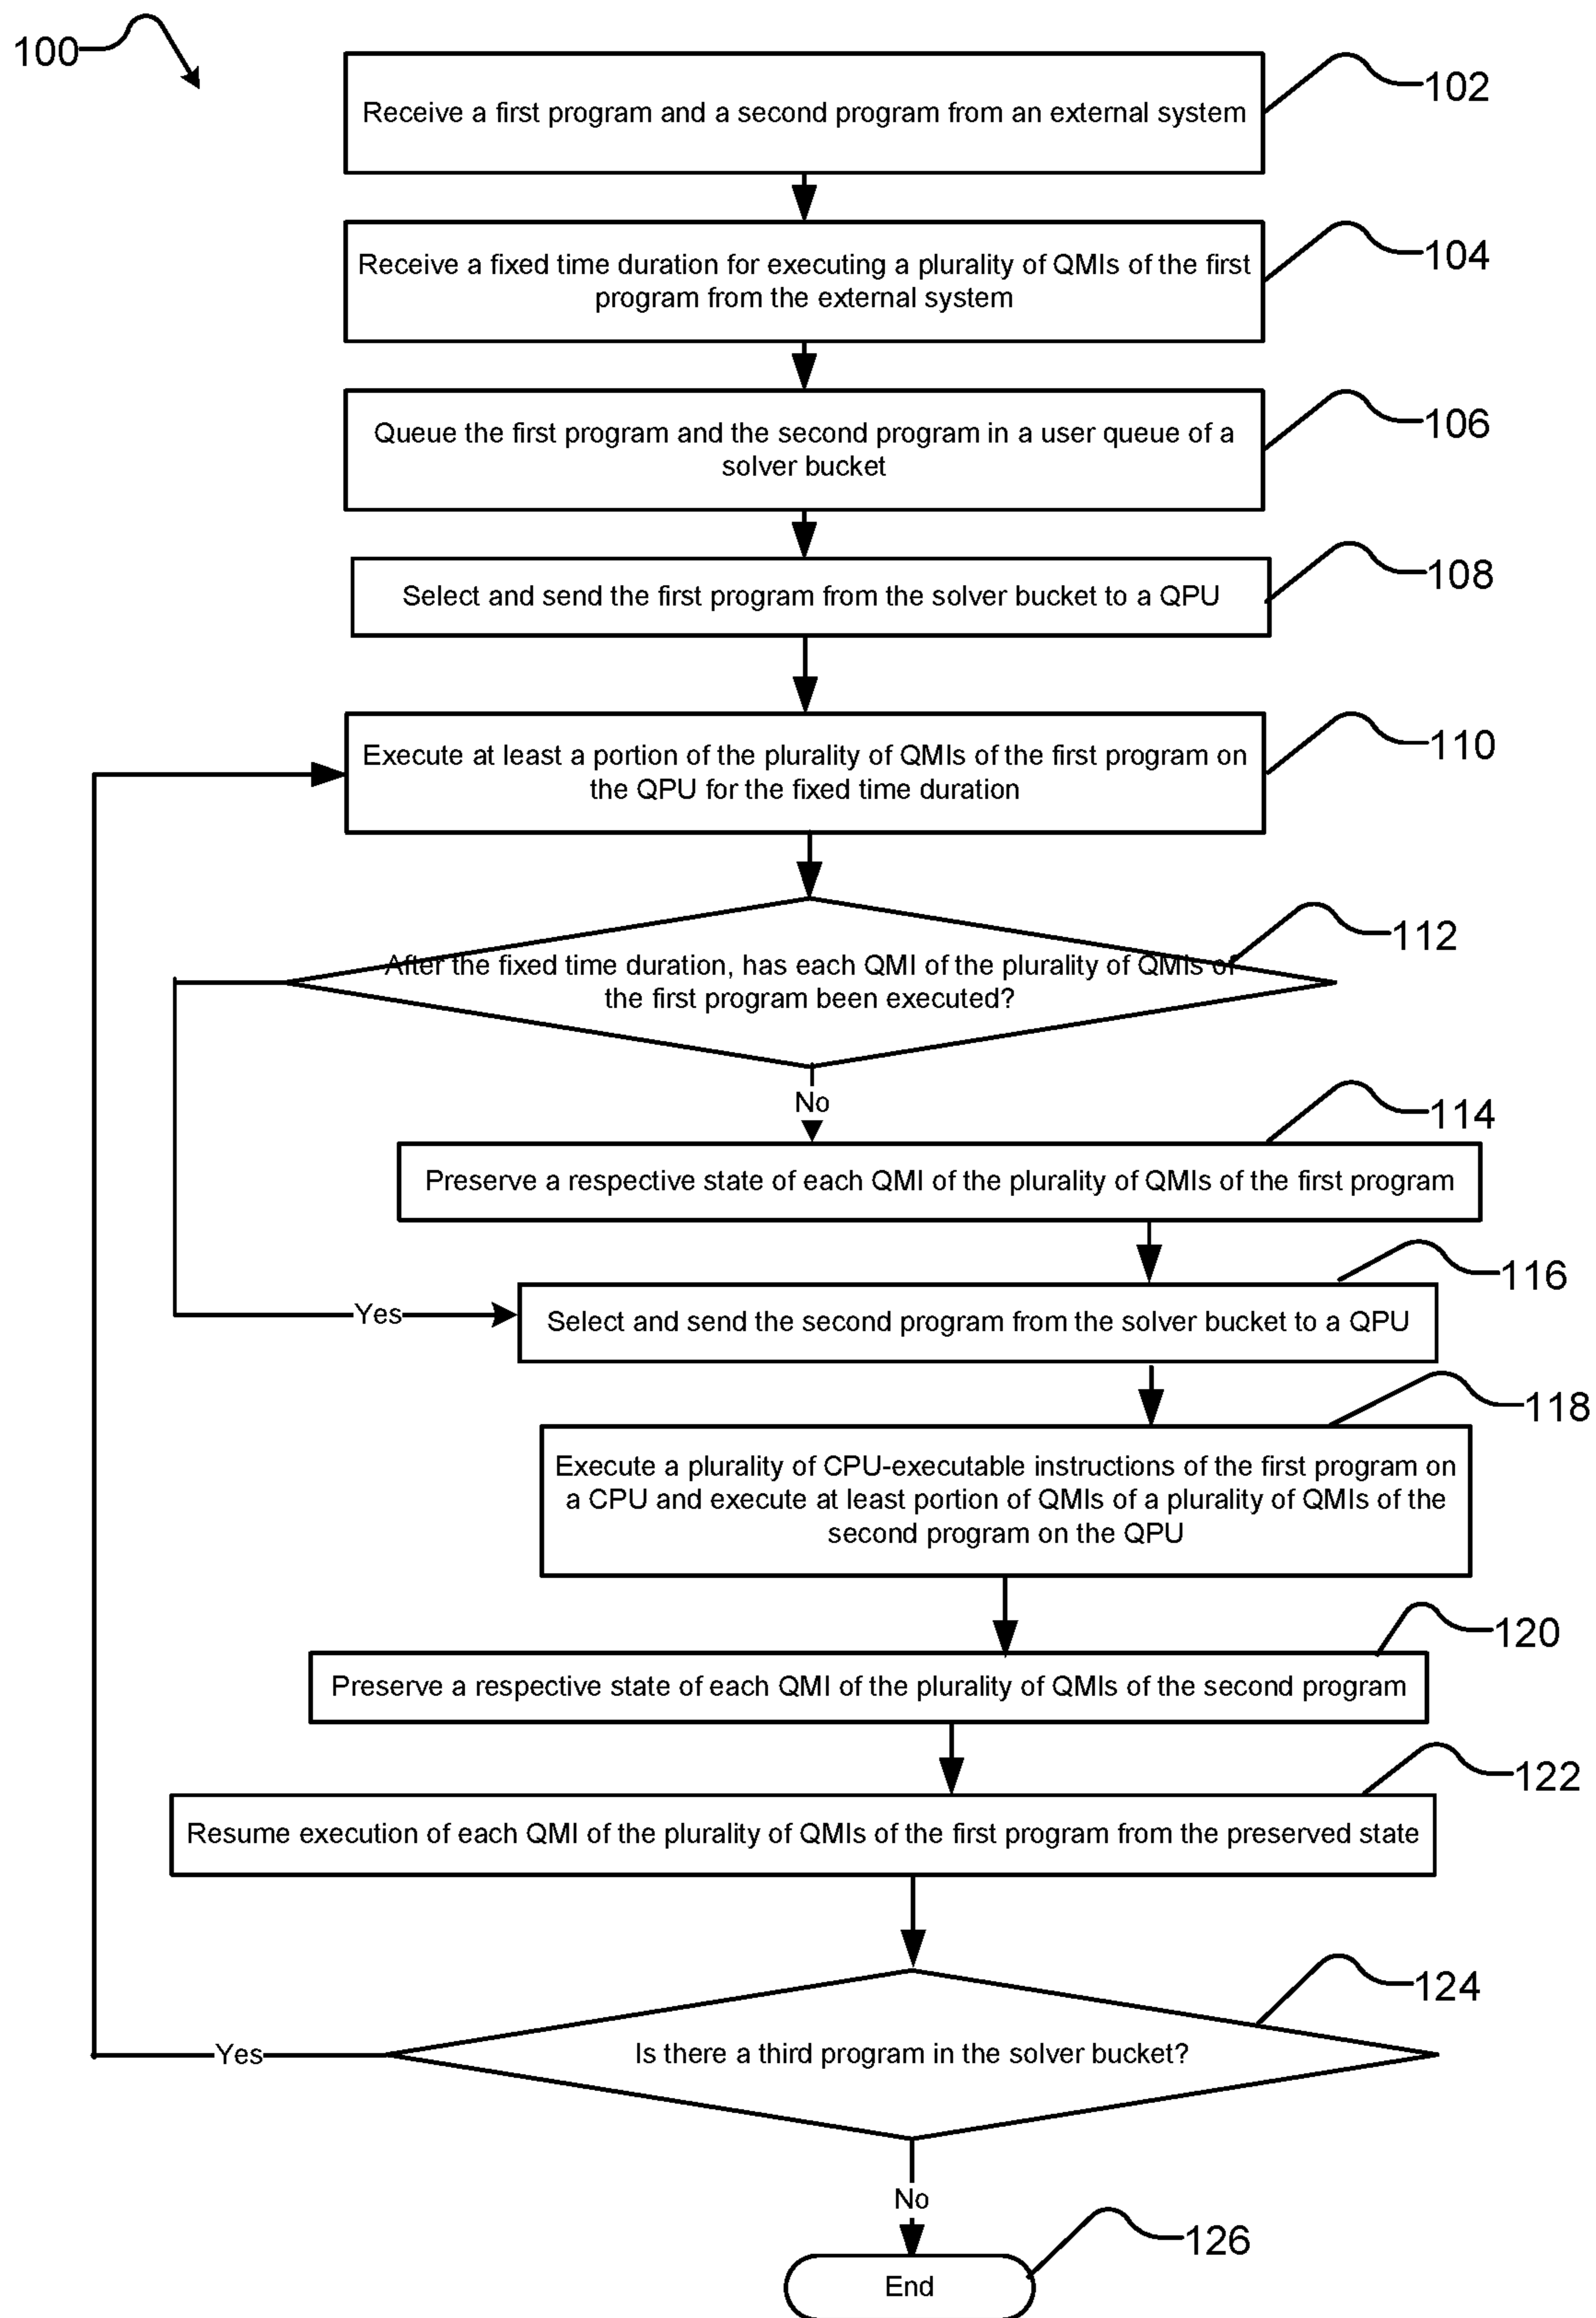 100
Receive a first program and a second program from an external system
102
Receive a fixed time duration for executing a plurality of QMIs of the first
program from the external system
104
Queue the first program and the second program in a user queue of a
solver bucket
106
Select and send the first program from the solver bucket to a QPU
108
Execute at least a portion of the plurality of QMIs of the first program on
the QPU for the fixed time duration
110
After the fixed time duration, has each QMI of the plurality of QMIs of
the first program been executed?
112
No
Preserve a respective state of each QMI of the plurality of QMIs of the first program
114
Yes
Select and send the second program from the solver bucket to a QPU
116
Execute a plurality of CPU-executable instructions of the first program on
a CPU and execute at least portion of QMIs of a plurality of QMIs of the
second program on the QPU
118
Preserve a respective state of each QMI of the plurality of QMIs of the second program
120
Resume execution of each QMI of the plurality of QMIs of the first program from the preserved state
122
Is there a third program in the solver bucket?
124
Yes
No
End
126